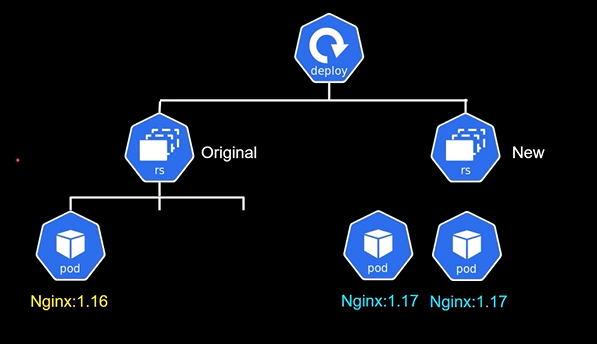 deploy
rs
Original
rs
New
pod
pod
pod
Nginx:1.16
Nginx:1.17
Nginx:1.17